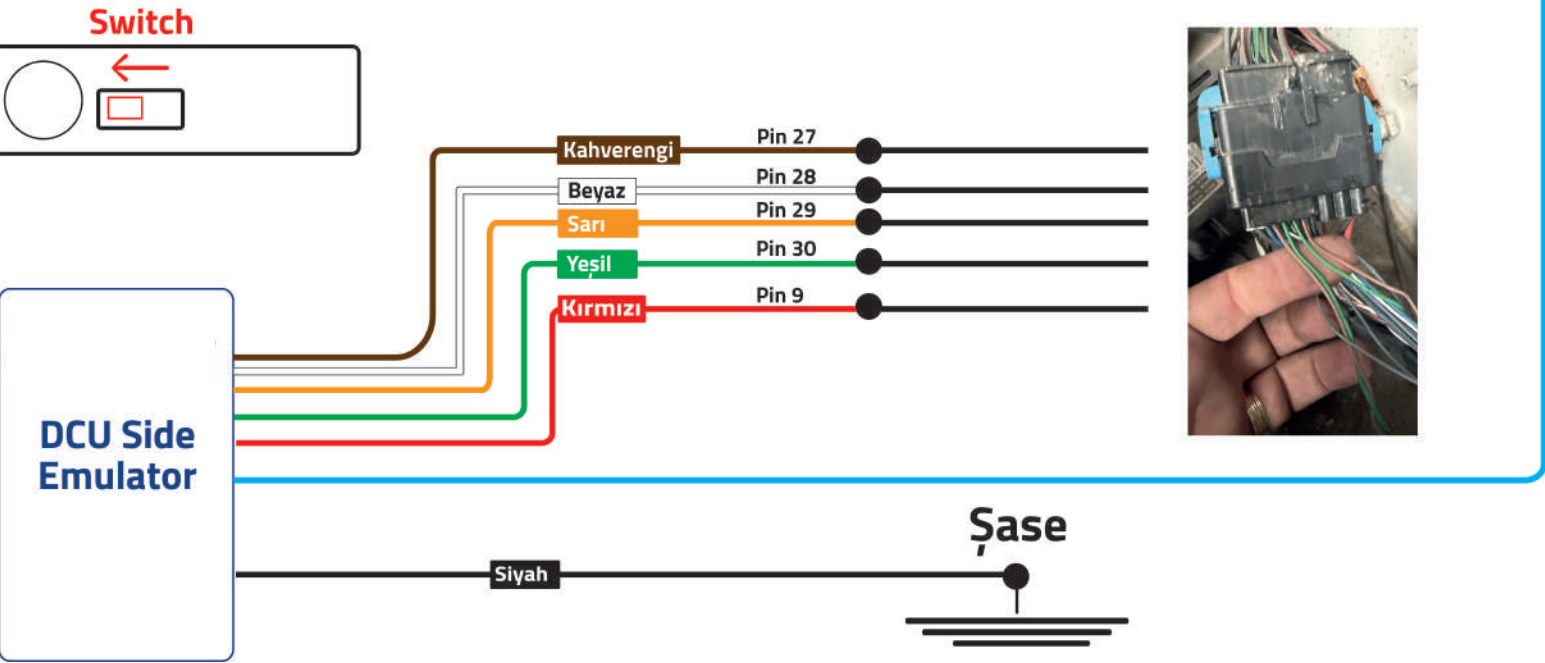 Switch
Kahverengi
Pin 27
Beyaz
Pin 28
Sarı
Pin 29
Yeşil
Pin 30
Kırmızı
Pin 9
DCU Side
Emulator
Şase
Siyah